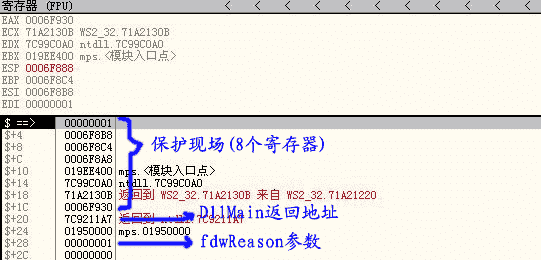 寄存器 (FPU) < < < < < < < <
EAX 0006F930
ECX 71A2130B WS2_32.71A2130B
EDX 7C99C0A0 ntdll.7C99C0A0
EBX 019EE400 mps.<模块入口点>
ESP 0006F888
EBP 0006F8C4
ESI 0006F8B8
EDI 00000001
$ ==> 00000001
$+4 0006F8B8
$+8 0006F8C4
$+C 0006F8A8
$+10 019EE400 mps.<模块入口点>
$+14 7C99C0A0 ntdll.7C99C0A0
$+18 71A2130B 返回到 WS2_32.71A2130B 来自 WS2_32.71A21220
$+1C 0006F930
$+20 7C9211A7 返回到 ntdll.7C9211A7
$+24 01950000 mps.01950000
$+28 00000001
$+2C 00000000
保护现场(8个寄存器)
DllMain返回地址
fdwReason参数